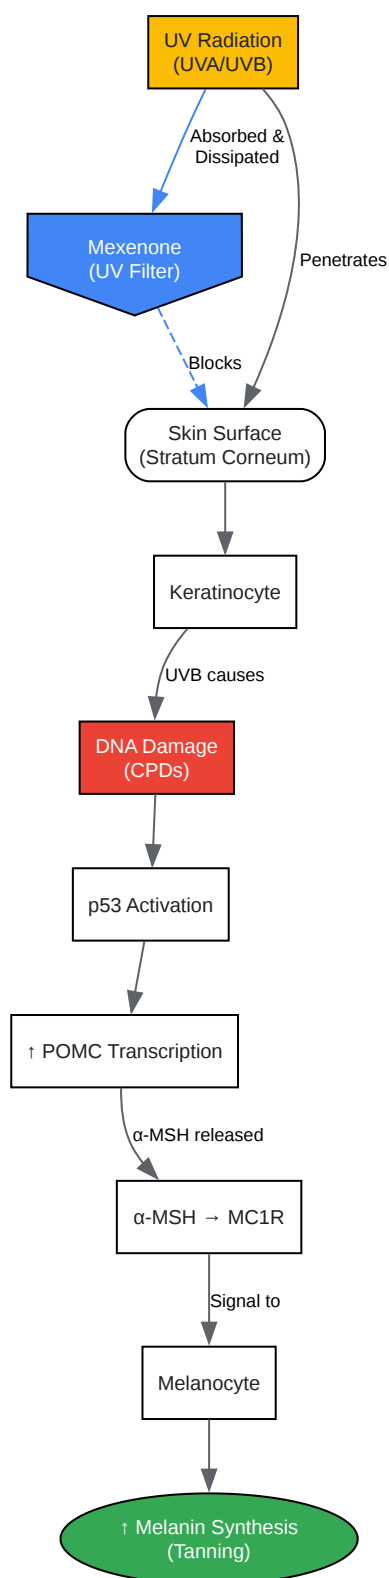 UV Radiation
(UVA/UVB)
Absorbed &
Dissipated
Mexenone
(UV Filter)
Penetrates
Blocks
Skin Surface
(Stratum Corneum)
Keratinocyte
UVB causes
DNA Damage
(CPDs)
p53 Activation
↑ POMC Transcription
α-MSH released
α-MSH → MC1R
Signal to
Melanocyte
↑ Melanin Synthesis
(Tanning)